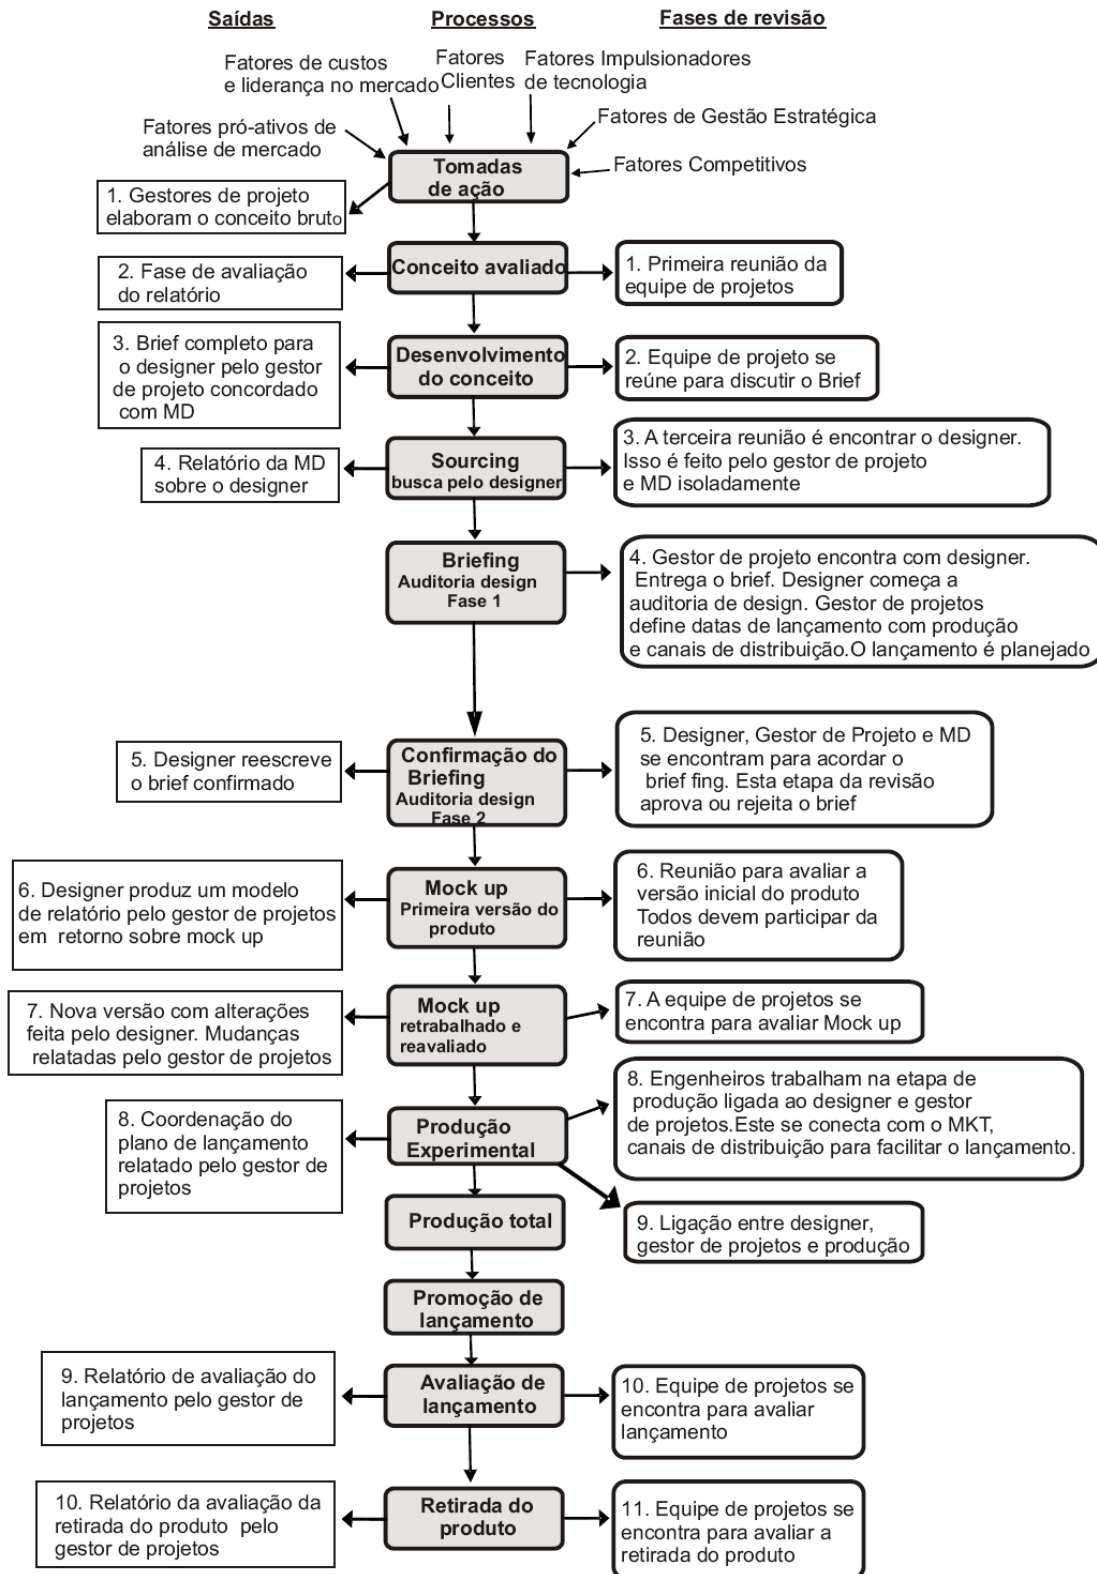 Saídas
Processos
Fases de revisão
Fatores de custos
e liderança no mercado
Fatores
Clientes
Fatores Impulsionadores
de tecnologia
Fatores pró-ativos de
análise de mercado
Fatores de Gestão Estratégica
Fatores Competitivos
Tomadas
de ação
1. Gestores de projeto
elaboram o conceito bruto
Conceito avaliado
2. Fase de avaliação
do relatório
1. Primeira reunião da
equipe de projetos
3. Brief completo para
o designer pelo gestor
de projeto concordado
com MD
Desenvolvimento
do conceito
2. Equipe de projeto se
reúne para discutir o Brief
4. Relatório da MD
sobre o designer
Sourcing
busca pelo designer
3. A terceira reunião é encontrar o designer.
Isso é feito pelo gestor de projeto
e MD isoladamente
Briefing
Auditoria design
Fase 1
4. Gestor de projeto encontra com designer.
Entrega o brief. Designer começa a
auditoria de design. Gestor de projetos
define datas de lançamento com produção
e canais de distribuição.O lançamento é planejado
5. Designer reescreve
o brief confirmado
Confirmação do
Briefing
Auditoria design
Fase 2
5. Designer, Gestor de Projeto e MD
se encontram para acordar o
brief fing. Esta etapa da revisão
aprova ou rejeita o brief
6. Designer produz um modelo
de relatório pelo gestor de projetos
em retorno sobre mock up
Mock up
Primeira versão do
produto
6. Reunião para avaliar a
versão inicial do produto
Todos devem participar da
reunião
7. Nova versão com alterações
feita pelo designer. Mudanças
relatadas pelo gestor de projetos
Mock up
retrabalhado e
reavaliado
7. A equipe de projetos se
encontra para avaliar Mock up
8. Coordenação do
plano de lançamento
relatado pelo gestor de
projetos
Produção
Experimental
8. Engenheiros trabalham na etapa de
produção ligada ao designer e gestor
de projetos.Este se conecta com o MKT,
canais de distribuição para facilitar o lançamento.
Produção total
9. Ligação entre designer,
gestor de projetos e produção
Promoção de
lançamento
9. Relatório de avaliação do
lançamento pelo gestor de
projetos
Avaliação de
lançamento
10. Equipe de projetos se
encontra para avaliar
lançamento
10. Relatório da avaliação da
retirada do produto pelo
gestor de projetos
Retirada do
produto
11. Equipe de projetos se
encontra para avaliar a
retirada do produto